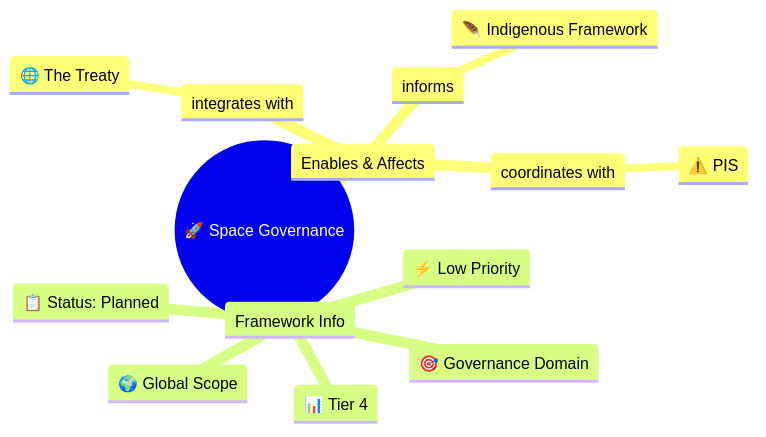 🪶 Indigenous Framework
🌐 The Treaty
informs
integrates with
Enables & Affects
coordinates with
⚠️ PIS
🚀 Space Governance
⚡ Low Priority
📋 Status: Planned
Framework Info
🎯 Governance Domain
🌍 Global Scope
📊 Tier 4